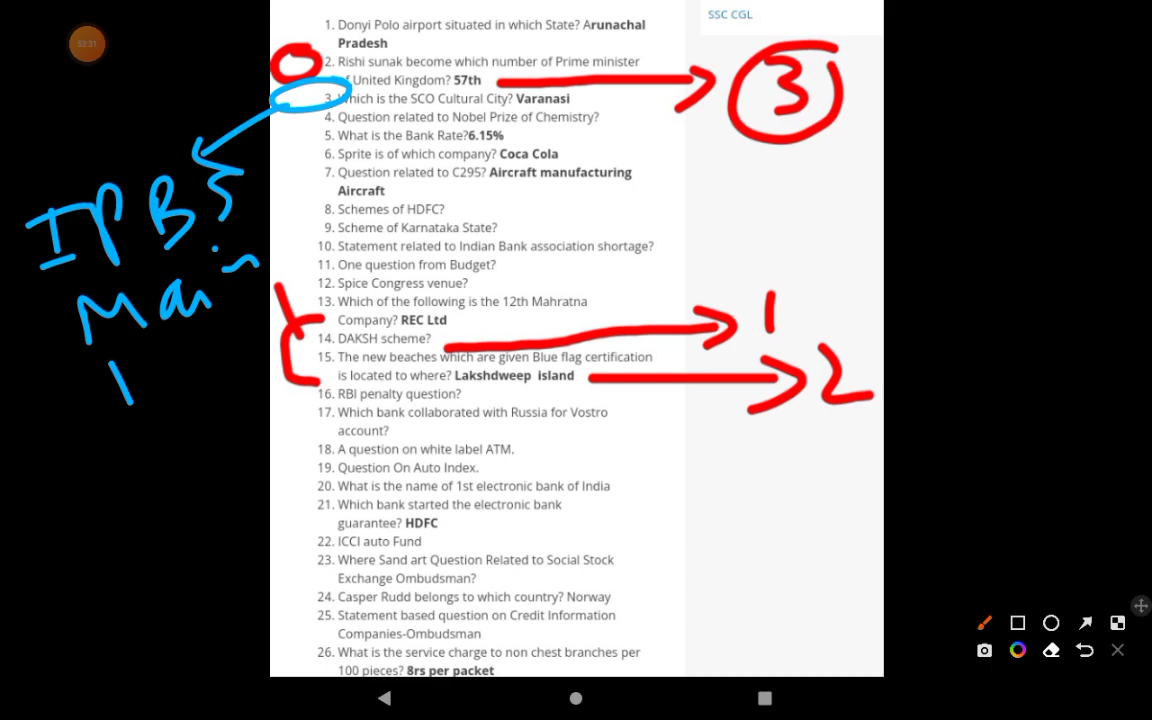 SSC CGL
33:31
1. Donyi Polo airport situated in which State? Arunachal
Pradesh
2. Rishi sunak become which number of Prime minister
of United Kingdom? 57th
3. Which is the SCO Cultural City? Varanasi
4. Question related to Nobel Prize of Chemistry?
5. What is the Bank Rate?6.15%
6. Sprite is of which company? Coca Cola
7. Question related to C295? Aircraft manufacturing
Aircraft
8. Schemes of HDFC?
9. Scheme of Karnataka State?
10. Statement related to Indian Bank association shortage?
11. One question from Budget?
12. Spice Congress venue?
13. Which of the following is the 12th Mahratna
Company? REC Ltd
14. DAKSH scheme?
15. The new beaches which are given Blue flag certification
is located to where? Lakshdweep island
16. RBI penalty question?
17. Which bank collaborated with Russia for Vostro
account?
18. A question on white label ATM.
19. Question On Auto Index.
20. What is the name of 1st electronic bank of India
21. Which bank started the electronic bank
guarantee? HDFC
22. ICCI auto Fund
23. Where Sand art Question Related to Social Stock
Exchange Ombudsman?
24. Casper Rudd belongs to which country? Norway
25. Statement based question on Credit Information
Companies-Ombudsman
26. What is the service charge to non chest branches per
100 pieces? 8rs per packet
3
1
2
IPBS
Main
1